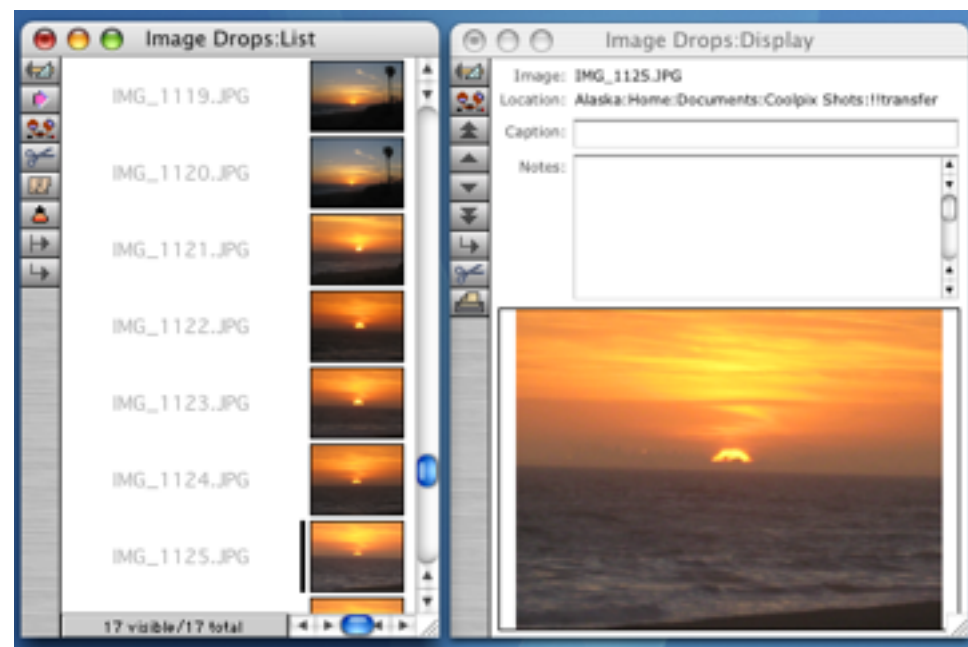 Image Drops:List
IMG_1119.JPG
IMG_1120.JPG
IMG_1121.JPG
IMG_1122.JPG
IMG_1123.JPG
IMG_1124.JPG
IMG_1125.JPG
17 visible/17 total
Image Drops:Display
Image: IMG_1125.JPG
Location: Alaska:Home:Documents:Coolpix Shots:!!transfer
Caption:
Notes: